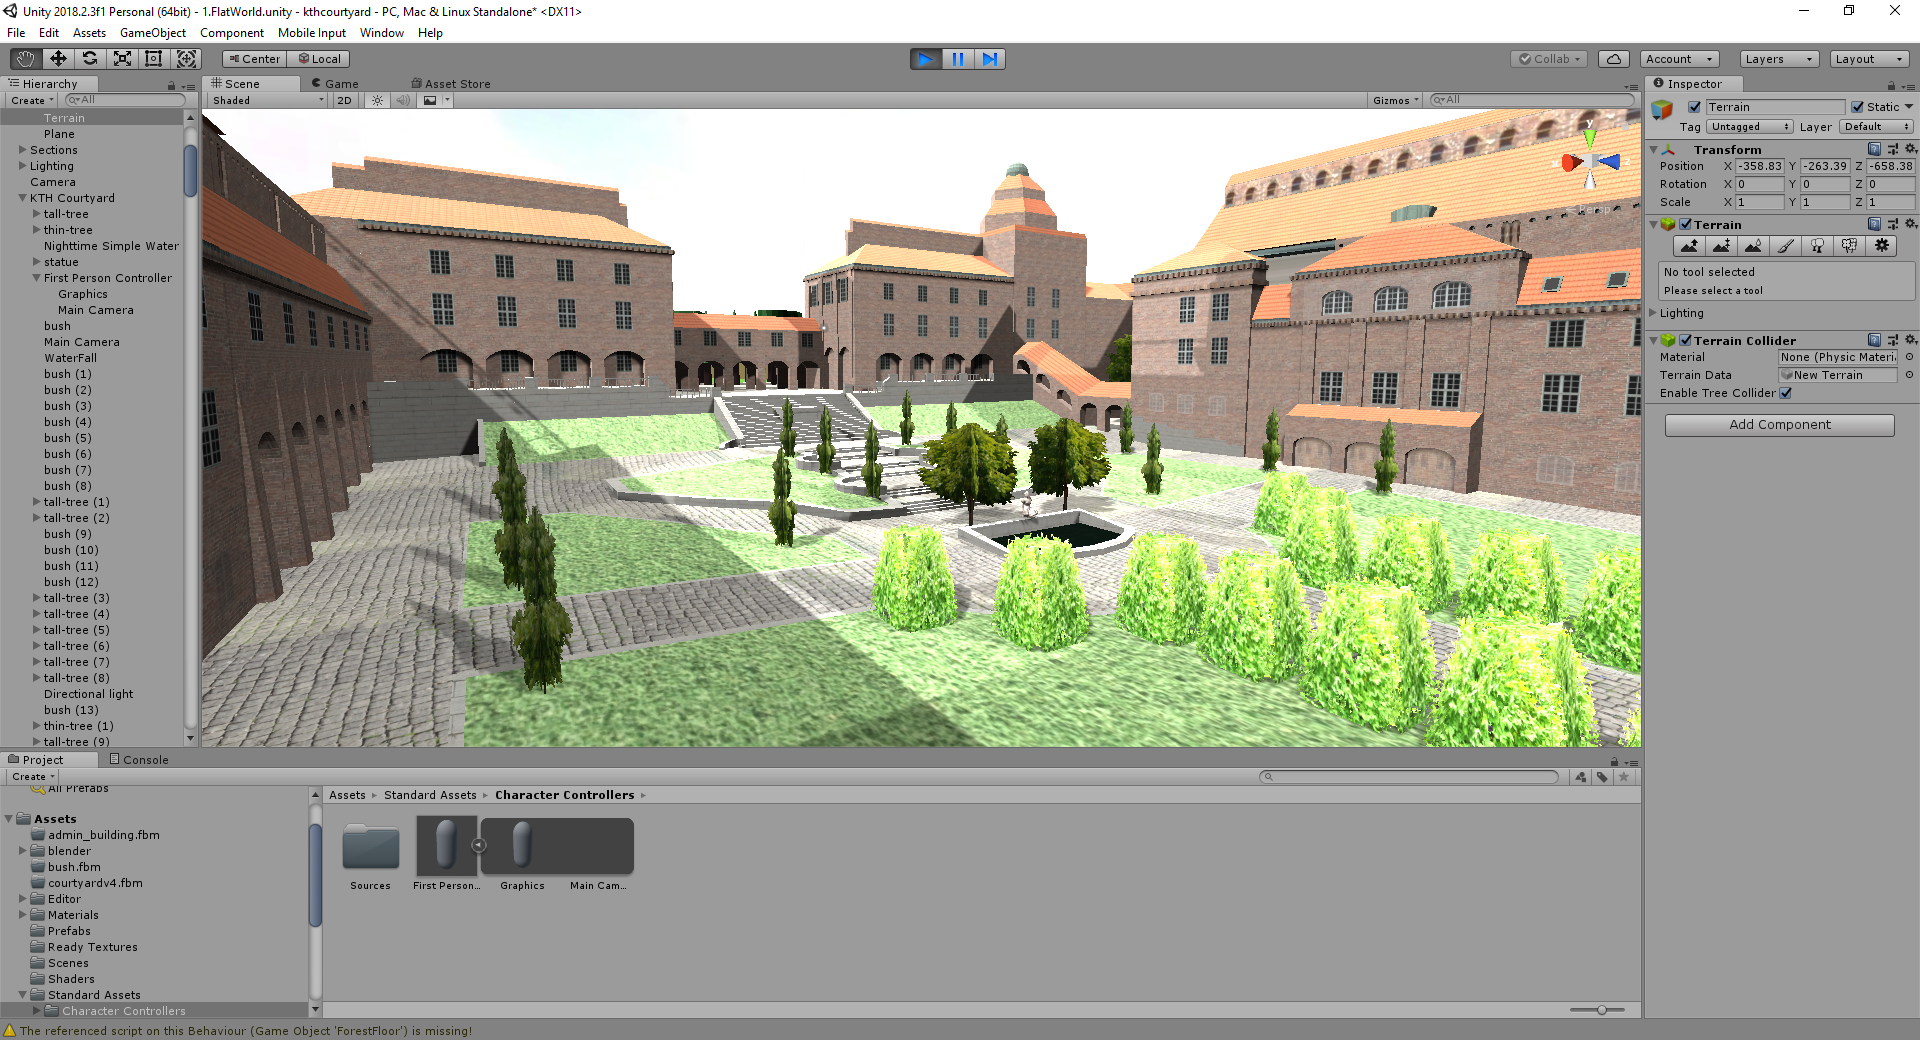 Unity 2018.2.3f1 Personal (64bit) - 1.FlatWorld.unity - kthcourtyard - PC, Mac & Linux Standalone* <DX11>
File Edit Assets GameObject Component Mobile Input Window Help
Center Local Collab Account Layers Layout
Hierarchy
Create All
Terrain
Plane
Sections
Lighting
Camera
KTH Courtyard
tall-tree
thin-tree
Nighttime Simple Water
statue
First Person Controller
Graphics
Main Camera
bush
Main Camera
WaterFall
bush (1)
bush (2)
bush (3)
bush (4)
bush (5)
bush (6)
bush (7)
bush (8)
tall-tree (1)
tall-tree (2)
bush (9)
bush (10)
bush (11)
bush (12)
tall-tree (3)
tall-tree (4)
tall-tree (5)
tall-tree (6)
tall-tree (7)
tall-tree (8)
Directional light
bush (13)
thin-tree (1)
tall-tree (9)
Scene Game Asset Store
Shaded 2D Gizmos All
y
Persp
Inspector
Terrain Static
Tag Untagged Layer Default
Transform
Position X -358.83 Y -263.39 Z -658.38
Rotation X 0 Y 0 Z 0
Scale X 1 Y 1 Z 1
Terrain
No tool selected
Please select a tool
Lighting
Terrain Collider
Material None (Physic Materi
Terrain Data New Terrain
Enable Tree Collider
Add Component
Project Console
Create
All Prefabs
Assets
admin_building.fbm
blender
bush.fbm
courtyardv4.fbm
Editor
Materials
Prefabs
Ready Textures
Scenes
Shaders
Standard Assets
Character Controllers
Assets Standard Assets Character Controllers
Sources First Person... Graphics Main Cam...
The referenced script on this Behaviour (Game Object 'ForestFloor') is missing!